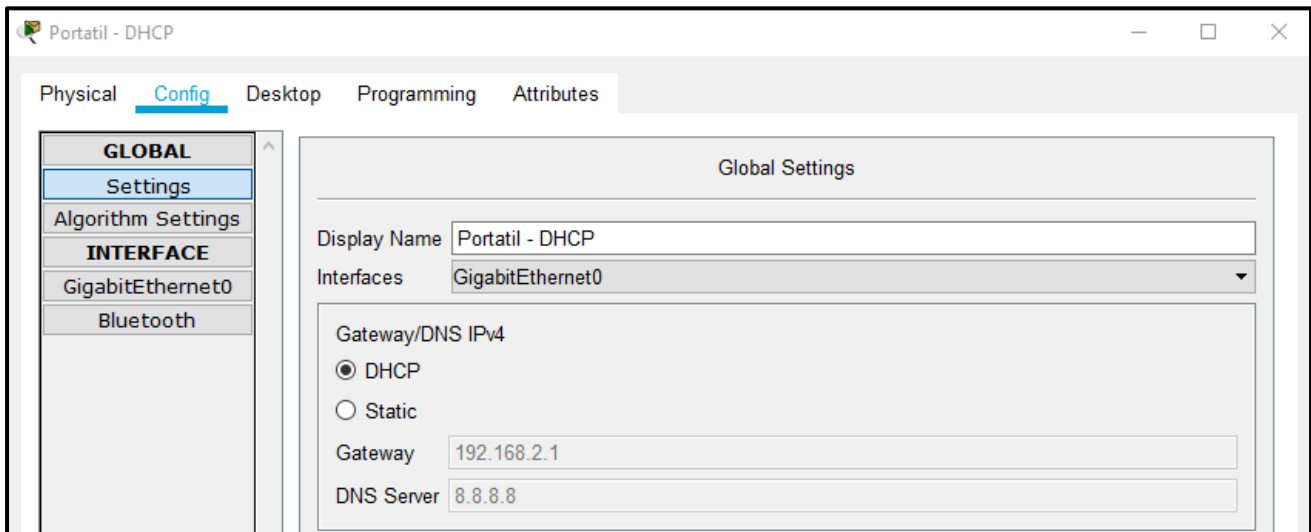 Portatil - DHCP
Physical Config Desktop Programming Attributes
GLOBAL
Settings
Algorithm Settings
INTERFACE
GigabitEthernet0
Bluetooth
Global Settings
Display Name Portatil - DHCP
Interfaces GigabitEthernet0
Gateway/DNS IPv4
DHCP
Static
Gateway 192.168.2.1
DNS Server 8.8.8.8